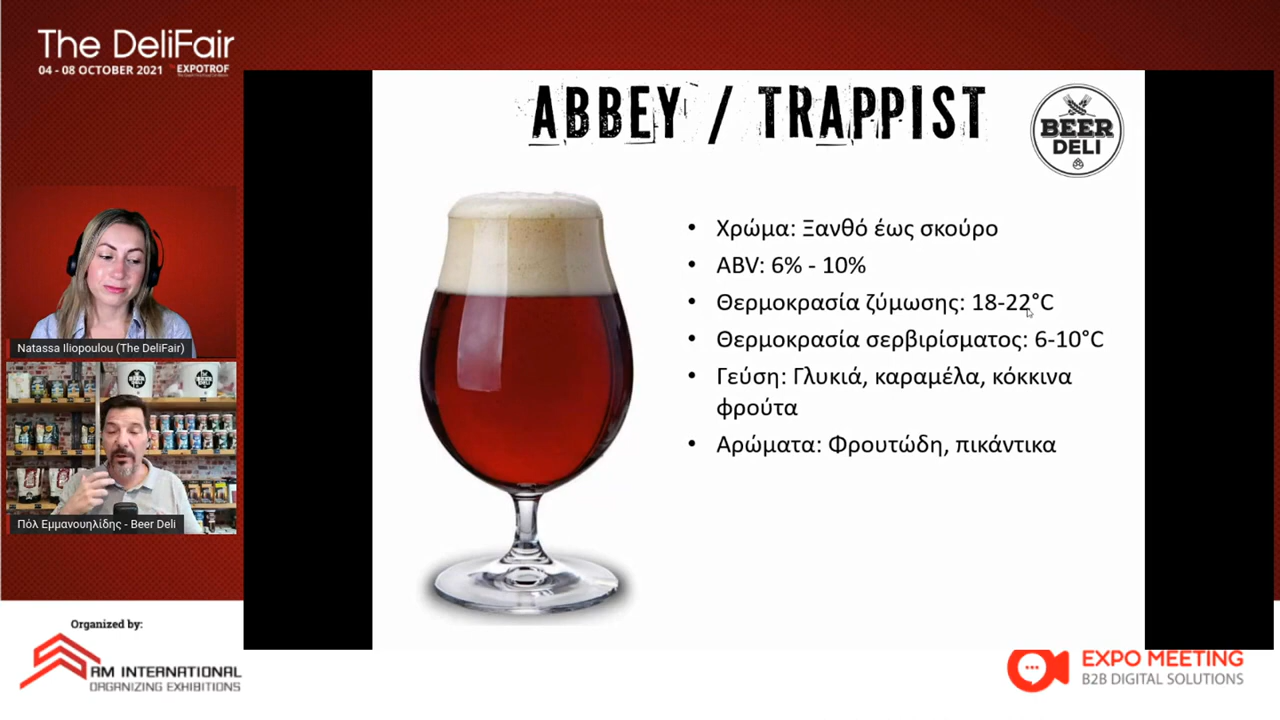 The DeliFair
04 - 08 OCTOBER 2021 EXPOTROF
ABBEY / TRAPPIST
BEER
DELI
• Χρώμα: Ξανθό έως σκούρο
• ABV: 6% - 10%
• Θερμοκρασία ζύμωσης: 18-22°C
• Θερμοκρασία σερβιρίσματος: 6-10°C
• Γεύση: Γλυκιά, καραμέλα, κόκκινα
φρούτα
• Αρώματα: Φρουτώδη, πικάντικα
Natassa Iliopoulou (The DeliFair)
Πόλ Εμμανουηλίδης - Beer Deli
Organized by:
ARM INTERNATIONAL
ORGANIZING EXHIBITIONS
EXPO MEETING
B2B DIGITAL SOLUTIONS